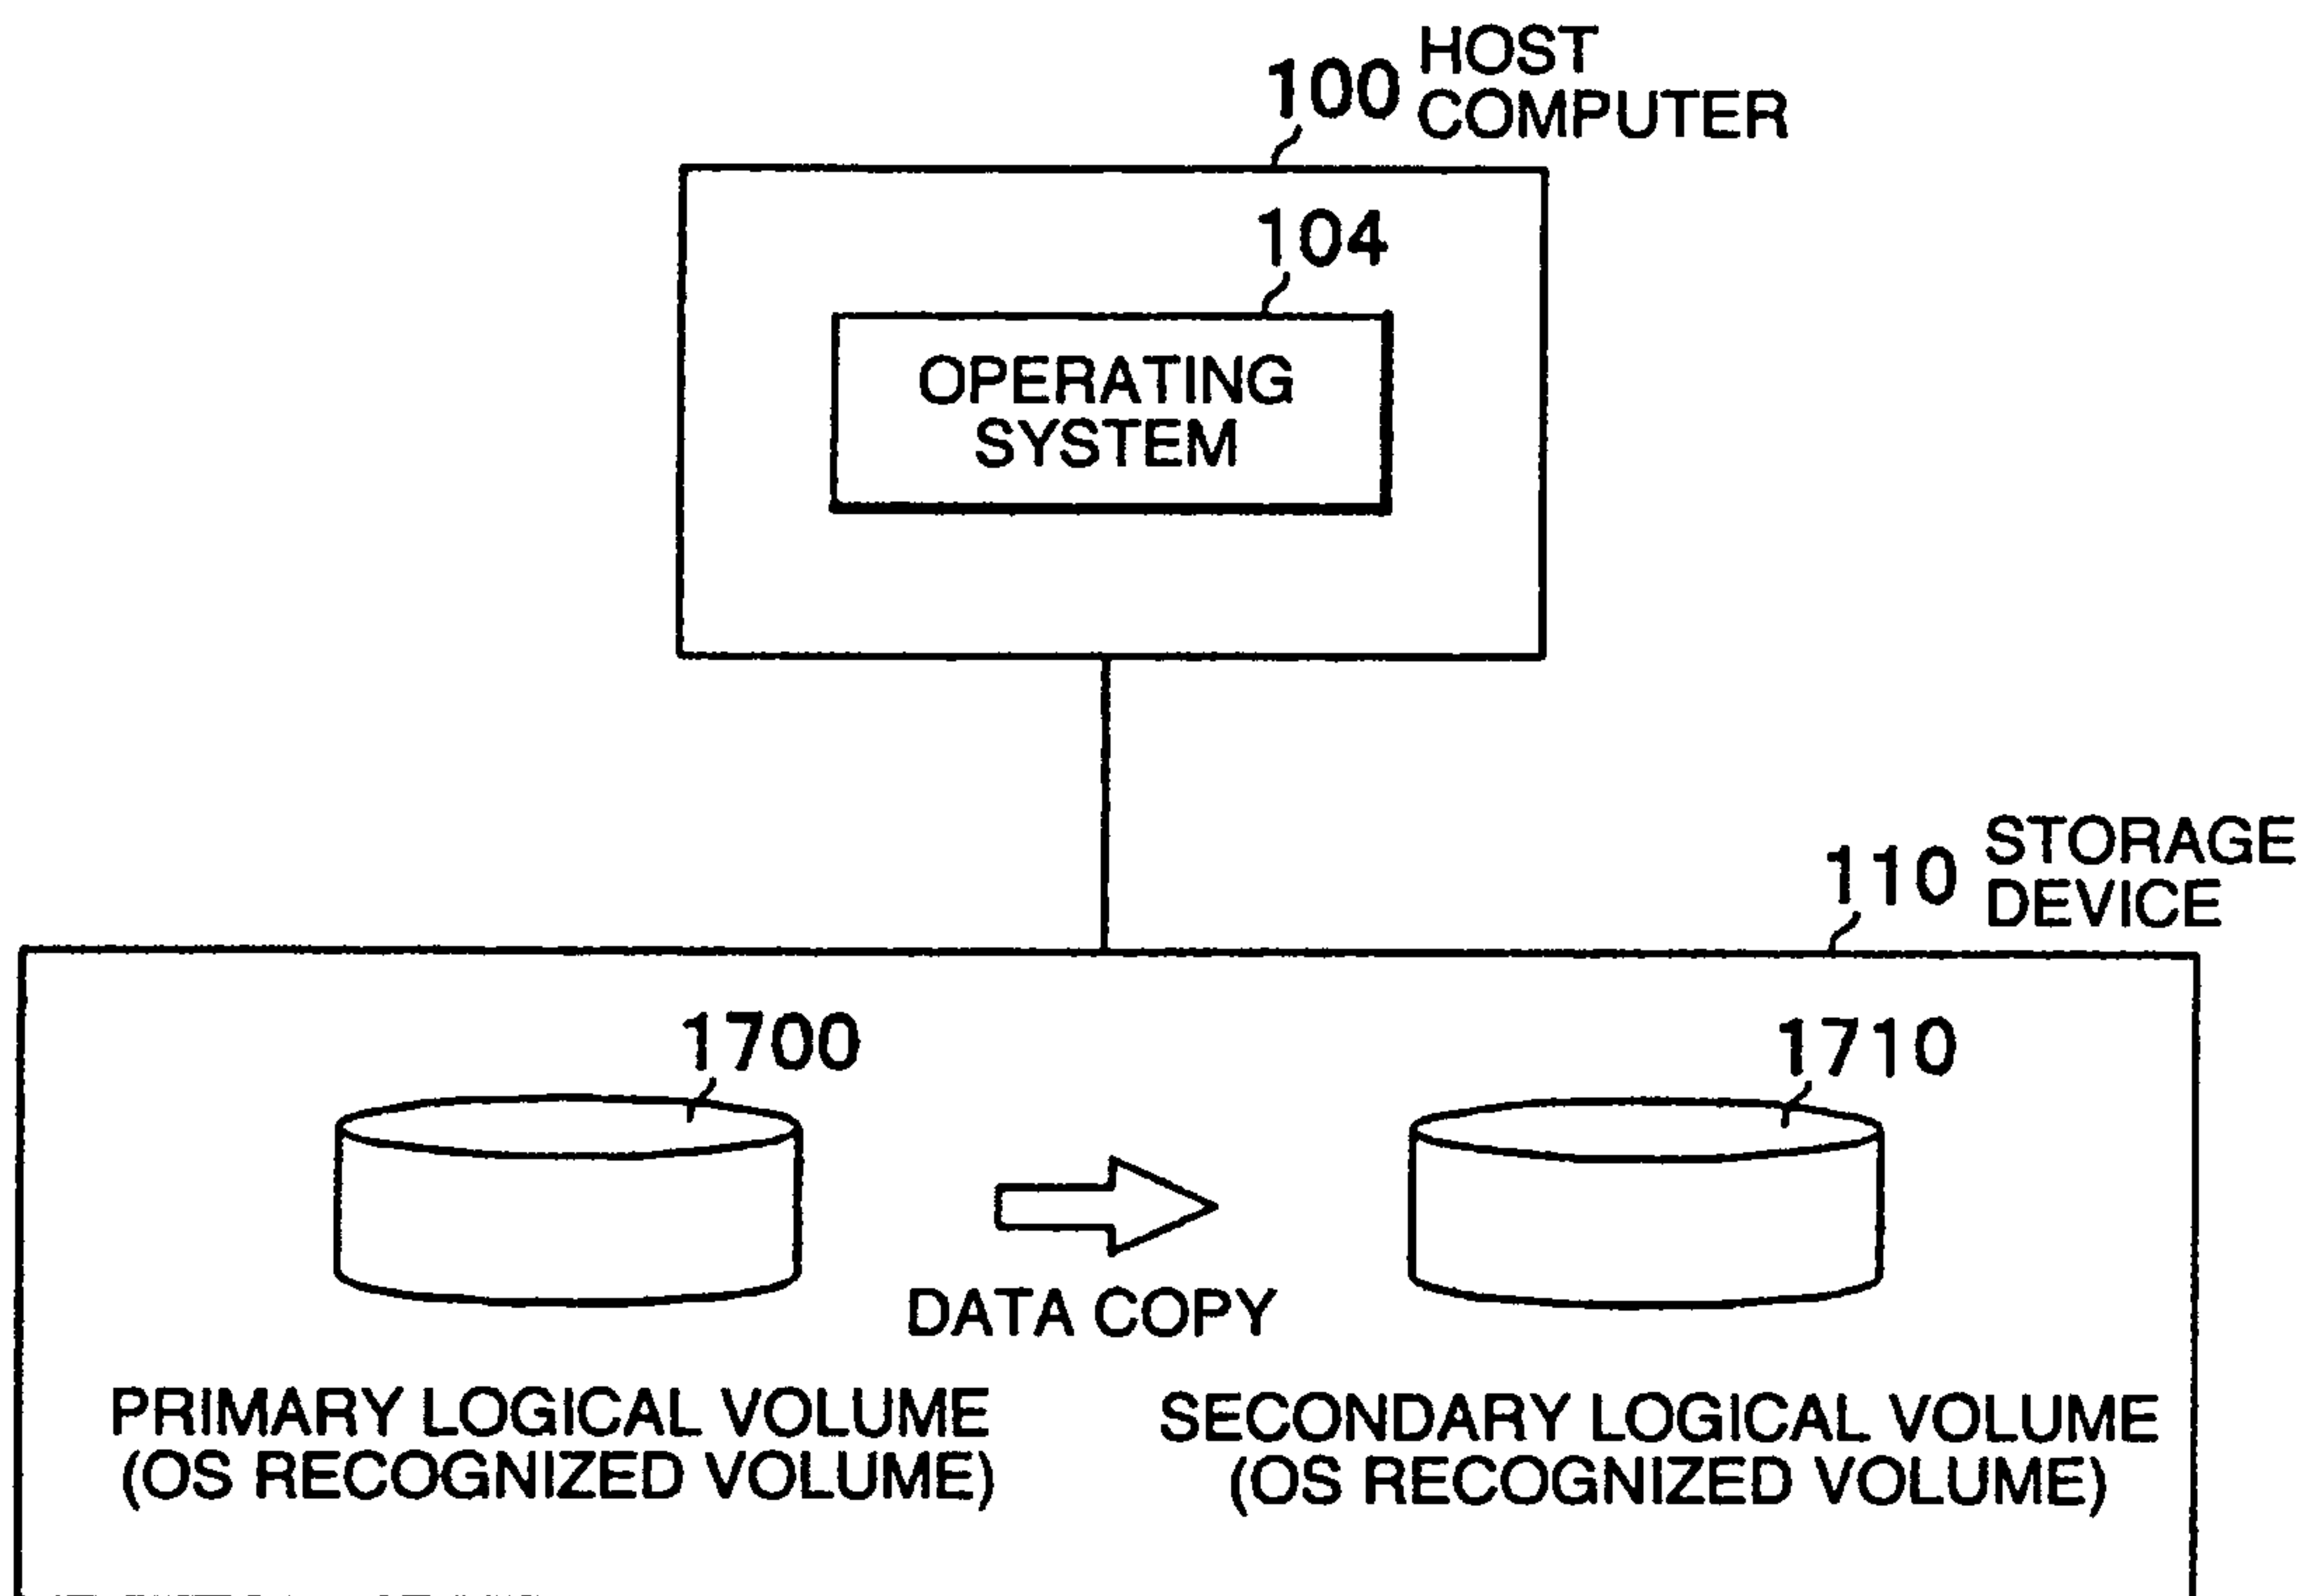 100 HOST
COMPUTER
104
OPERATING
SYSTEM
110 STORAGE
DEVICE
1700
1710
DATA COPY
PRIMARY LOGICAL VOLUME
(OS RECOGNIZED VOLUME)
SECONDARY LOGICAL VOLUME
(OS RECOGNIZED VOLUME)